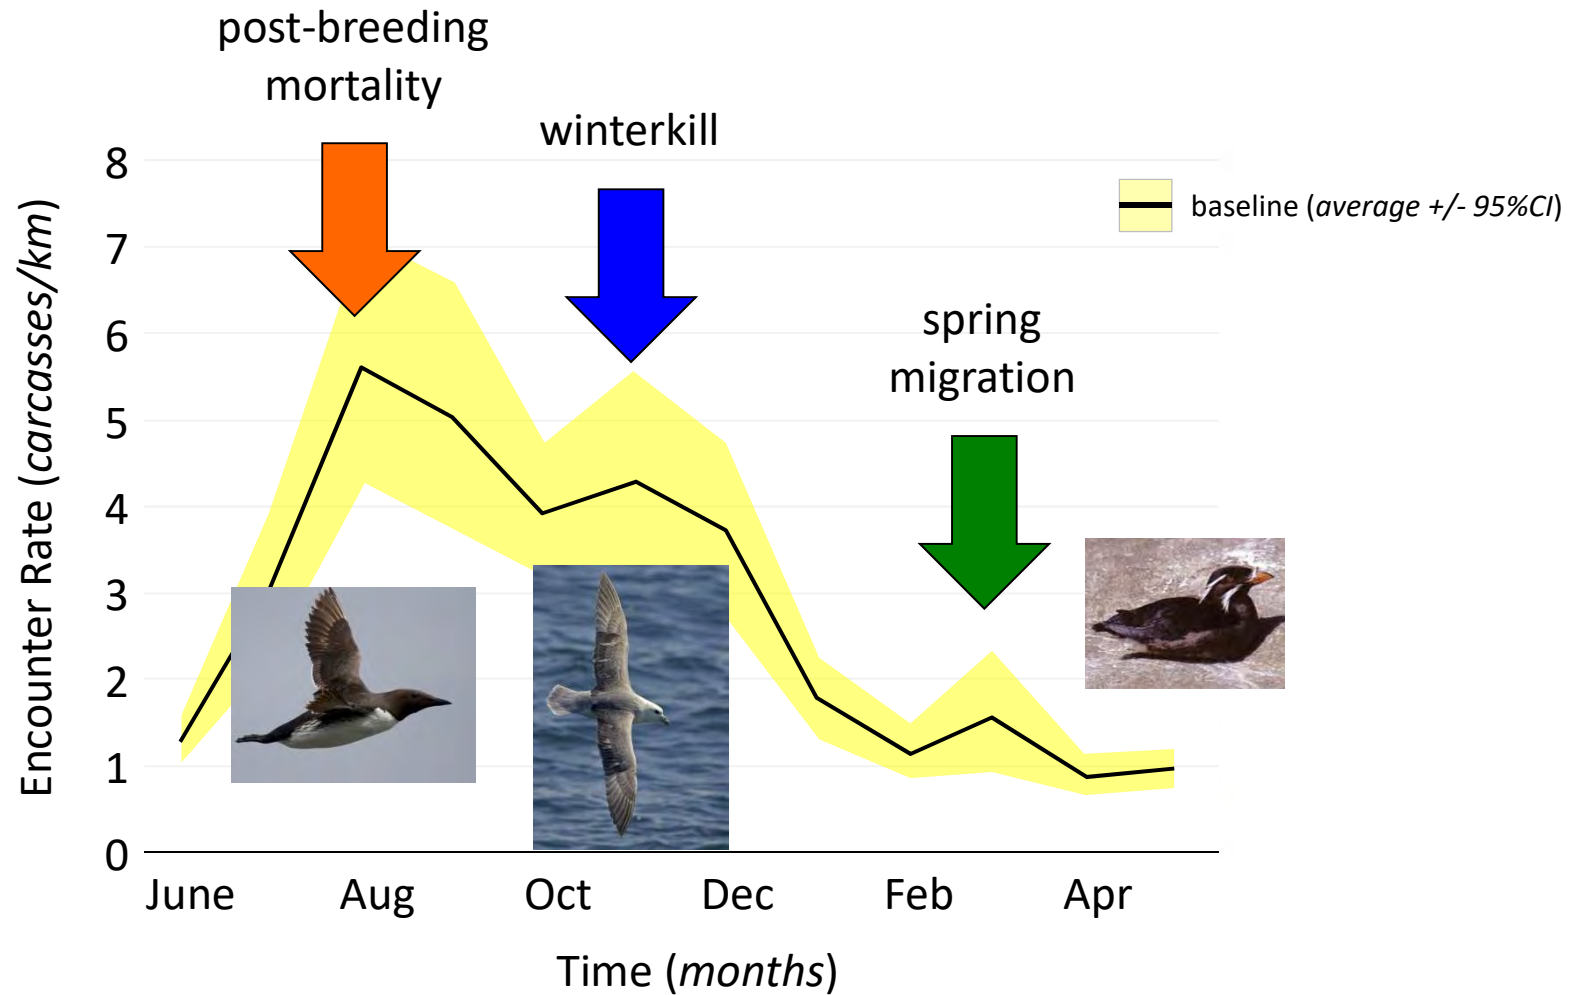 post-breeding
mortality
winterkill
spring
migration
baseline (average +/- 95%CI)
Encounter Rate (carcasses/km)
8
7
6
5
4
3
2
1
0
June Aug Oct Dec Feb Apr
Time (months)